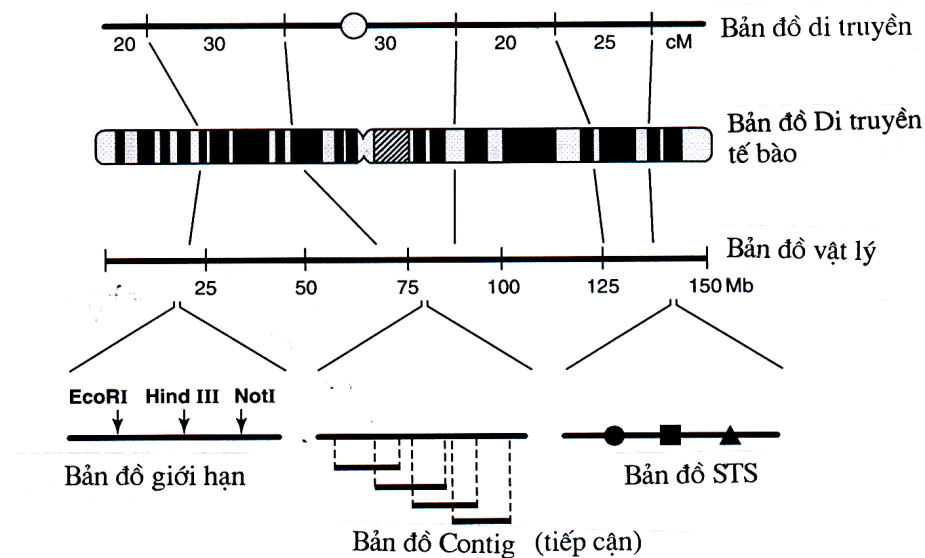 Bản đồ di truyền
20 30 30 20 25 cM
Bản đồ Di truyền
tế bào
Bản đồ vật lý
25 50 75 100 125 150 Mb
EcoRI Hind III NotI
Bản đồ giới hạn
Bản đồ STS
Bản đồ Contig (tiếp cận)